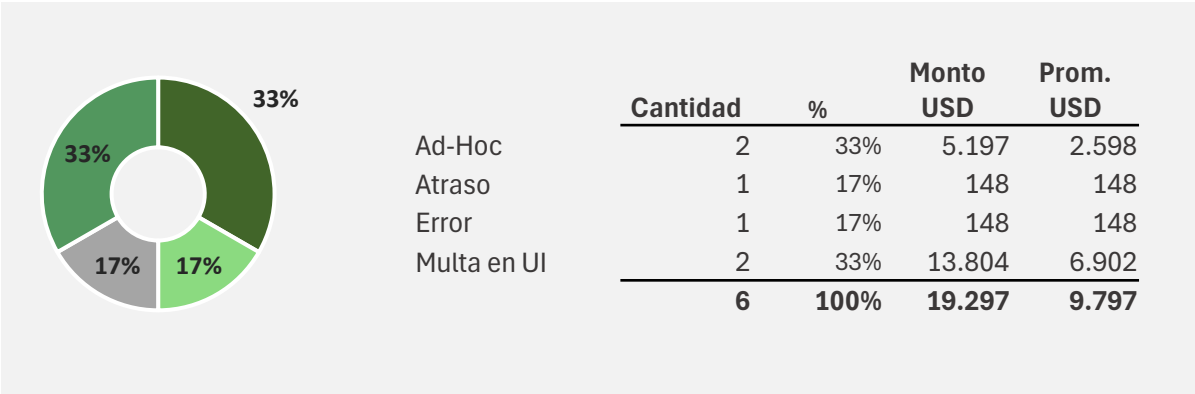 33%
33%
17%
17%
Monto Prom.
Cantidad % USD USD
Ad-Hoc 2 33% 5.197 2.598
Atraso 1 17% 148 148
Error 1 17% 148 148
Multa en UI 2 33% 13.804 6.902
6 100% 19.297 9.797